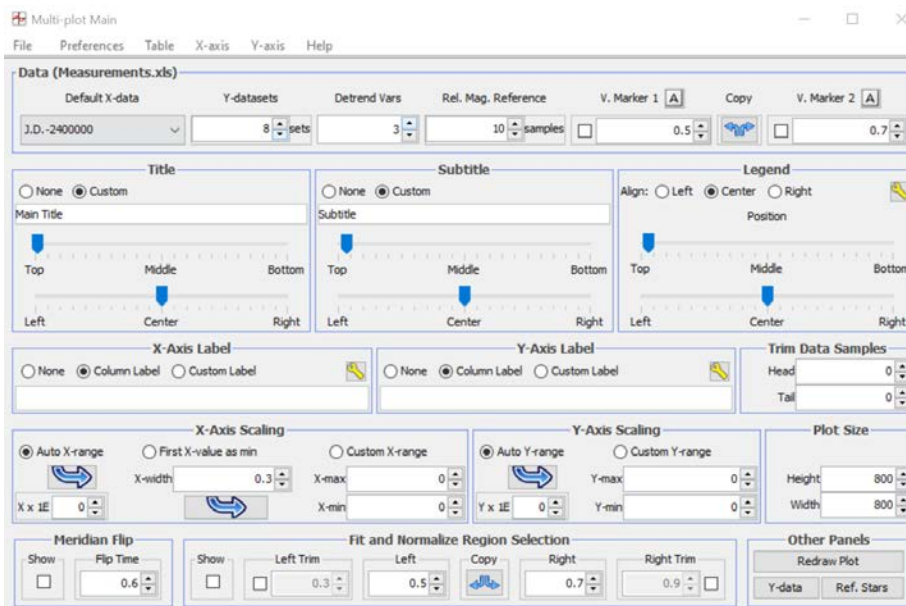 Multi-plot Main
File Preferences Table X-axis Y-axis Help
Data (Measurements.xls)
Default X-data Y-datasets Detrend Vars Rel. Mag. Reference V. Marker 1 A Copy V. Marker 2 A
J.D.-2400000 8 sets 3 10 samples 0.5 0.7
Title Subtitle Legend
None Custom None Custom Align: Left Center Right
Main Title Subtitle Position
Top Middle Bottom Top Middle Bottom Top Middle Bottom
Left Center Right Left Center Right Left Center Right
X-Axis Label Y-Axis Label Trim Data Samples
None Column Label Custom Label None Column Label Custom Label Head 0
Tail 0
X-Axis Scaling Y-Axis Scaling Plot Size
Auto X-range First X-value as min Custom X-range Auto Y-range Custom Y-range
X-width 0.3 X-max 0 Y-max 0 Height 800
X x 1E 0 X-min 0 Y x 1E 0 Y-min 0 Width 800
Meridian Flip Fit and Normalize Region Selection Other Panels
Show Flip Time Show Left Trim Left Copy Right Right Trim Redraw Plot
0.6 0.3 0.5 0.7 0.9 Y-data Ref. Stars